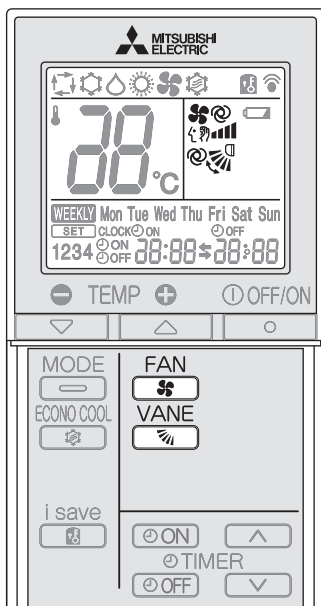 MITSUBISHI
ELECTRIC
88°C
WEEKLY Mon Tue Wed Thu Fri Sat Sun
SET CLOCK ON OFF
1234 ON OFF 88:88 88:88
TEMP OFF/ON
MODE FAN
ECONO COOL VANE
i save
ON
TIMER
OFF